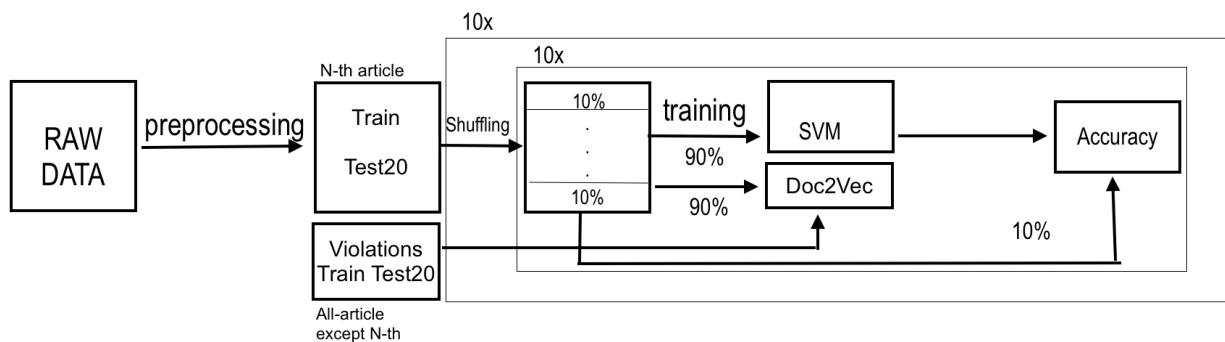 10x
10x
N-th article
RAW
DATA
preprocessing
Train
Test20
Shuffling
10%
.
.
.
10%
training
90%
90%
SVM
Doc2Vec
Accuracy
10%
Violations
Train Test20
All-article
except N-th